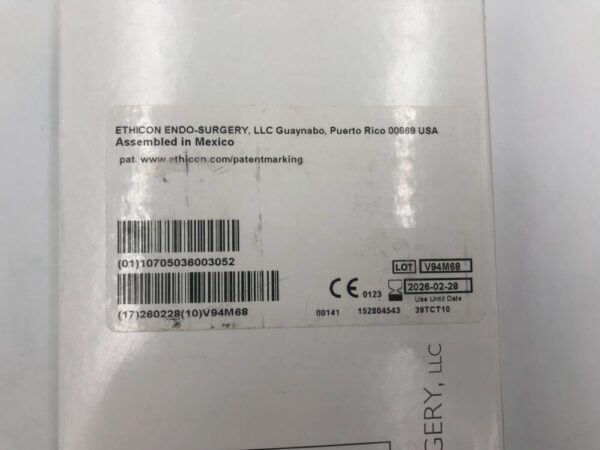 ETHICON ENDO-SURGERY, LLC Guaynabo, Puerto Rico 00969 USA
Assembled in Mexico
pat. www.ethicon.com/patentmarking
(01)10705036003052
LOT V94M68
CE 0123 2026-02-28
Use Until Date
(17)260228(10)V94M68
00141 152804543 39TCT10
LLC